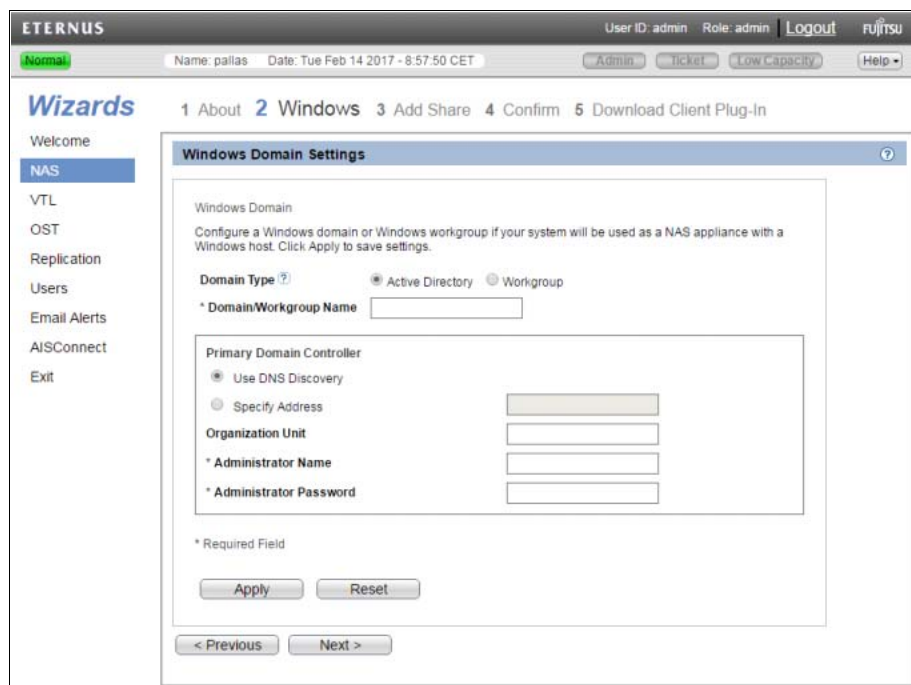 ETERNUS User ID: admin Role: admin Logout FUJITSU
Normal Name: pallas Date: Tue Feb 14 2017 - 8:57:50 CET Admin Ticket Low Capacity Help
Wizards
1 About 2 Windows 3 Add Share 4 Confirm 5 Download Client Plug-In
Welcome
NAS
VTL
OST
Replication
Users
Email Alerts
AISConnect
Exit
Windows Domain Settings ?
Windows Domain
Configure a Windows domain or Windows workgroup if your system will be used as a NAS appliance with a
Windows host. Click Apply to save settings.
Domain Type ? Active Directory Workgroup
* Domain/Workgroup Name
Primary Domain Controller
Use DNS Discovery
Specify Address
Organization Unit
* Administrator Name
* Administrator Password
* Required Field
Apply Reset
< Previous Next >